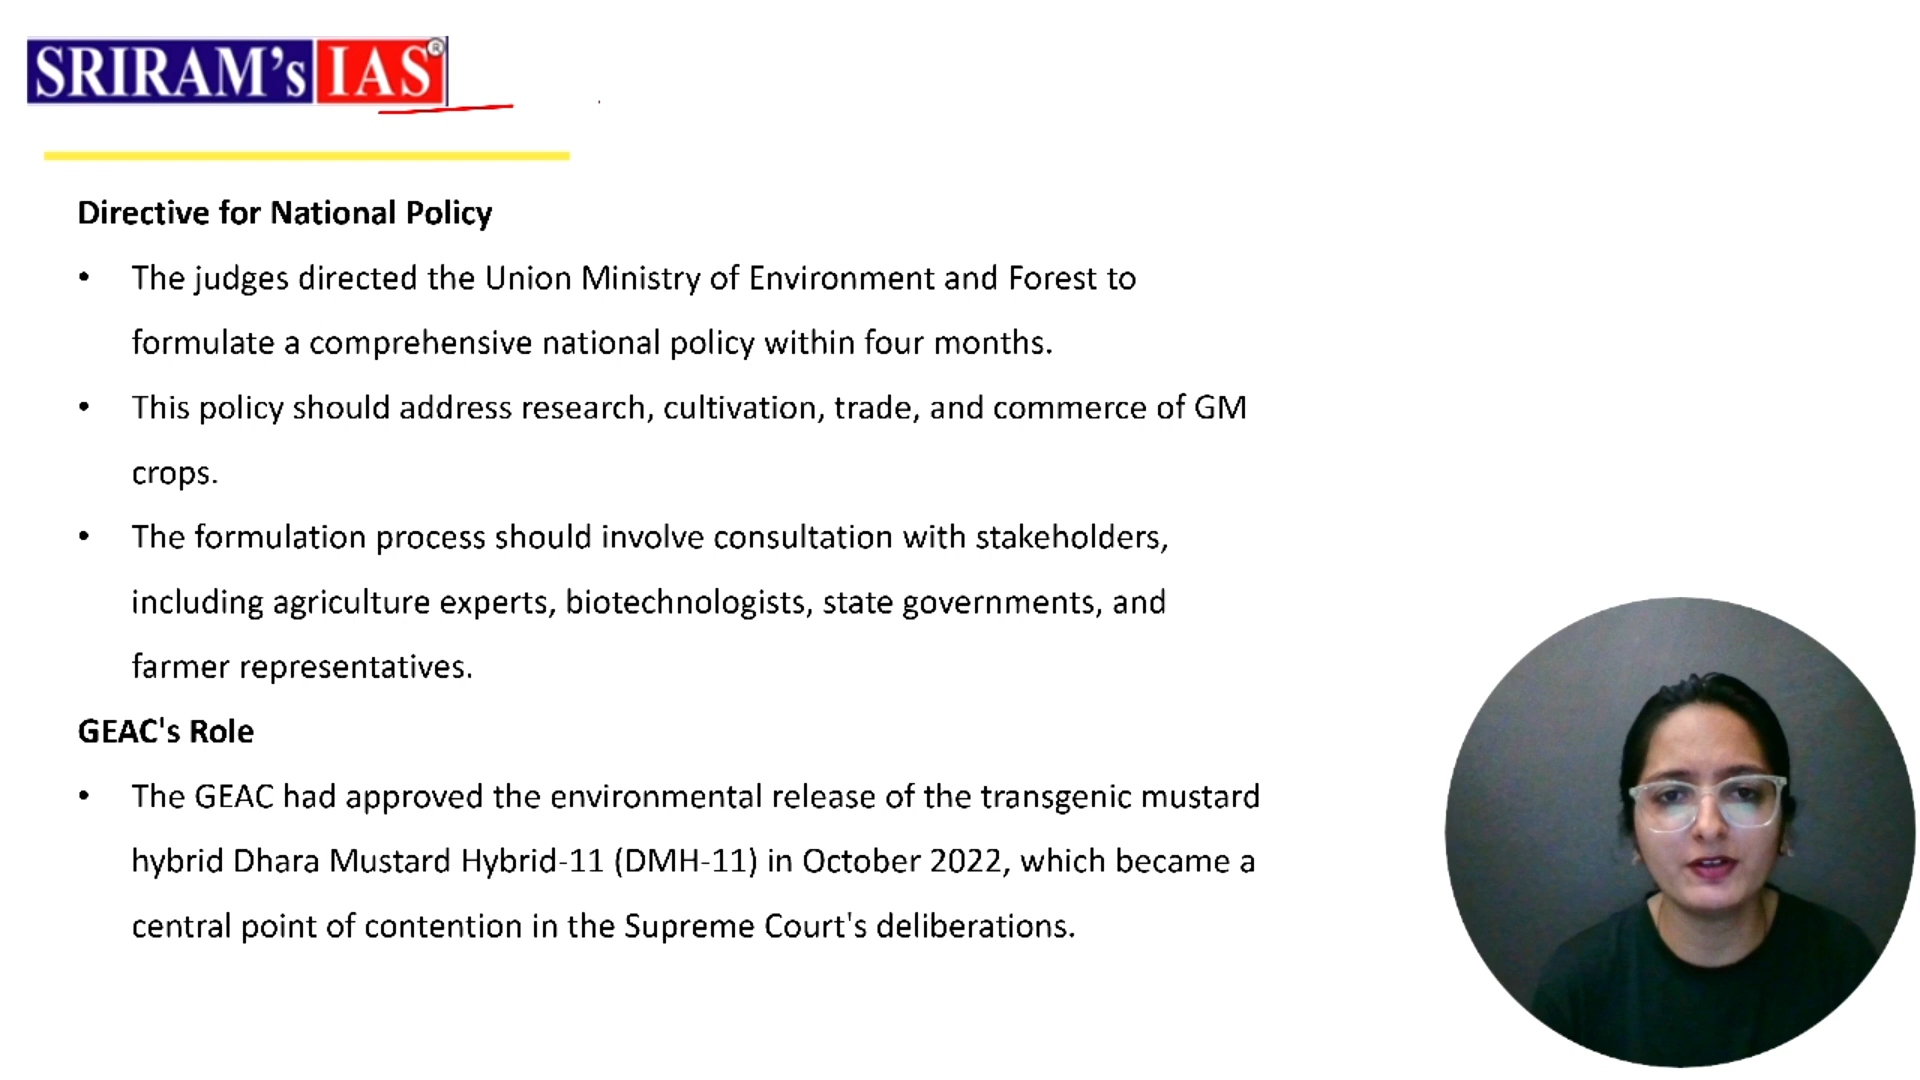 SRIRAM's IAS®
Directive for National Policy
• The judges directed the Union Ministry of Environment and Forest to
formulate a comprehensive national policy within four months.
• This policy should address research, cultivation, trade, and commerce of GM
crops.
• The formulation process should involve consultation with stakeholders,
including agriculture experts, biotechnologists, state governments, and
farmer representatives.
GEAC's Role
• The GEAC had approved the environmental release of the transgenic mustard
hybrid Dhara Mustard Hybrid-11 (DMH-11) in October 2022, which became a
central point of contention in the Supreme Court's deliberations.